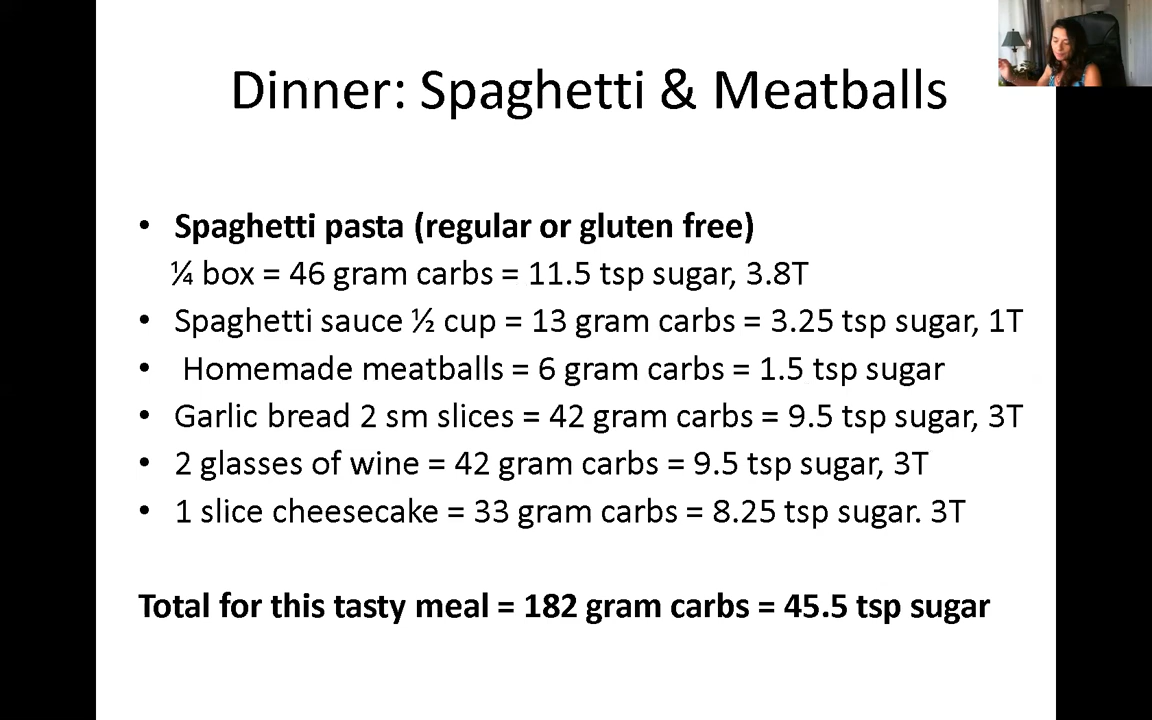 Dinner: Spaghetti & Meatballs
• Spaghetti pasta (regular or gluten free)
¼ box = 46 gram carbs = 11.5 tsp sugar, 3.8T
• Spaghetti sauce ½ cup = 13 gram carbs = 3.25 tsp sugar, 1T
• Homemade meatballs = 6 gram carbs = 1.5 tsp sugar
• Garlic bread 2 sm slices = 42 gram carbs = 9.5 tsp sugar, 3T
• 2 glasses of wine = 42 gram carbs = 9.5 tsp sugar, 3T
• 1 slice cheesecake = 33 gram carbs = 8.25 tsp sugar. 3T
Total for this tasty meal = 182 gram carbs = 45.5 tsp sugar